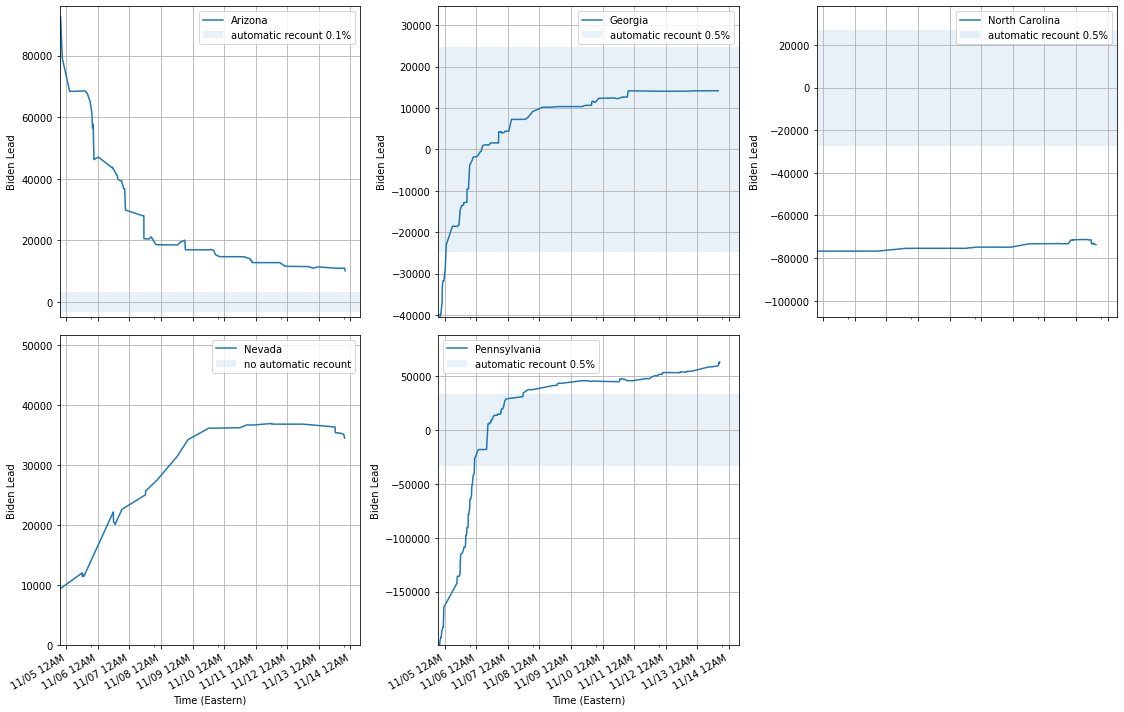 Arizona
automatic recount 0.1%
Biden Lead
80000
60000
40000
20000
0
Georgia
automatic recount 0.5%
Biden Lead
30000
20000
10000
0
−10000
−20000
−30000
−40000
North Carolina
automatic recount 0.5%
Biden Lead
20000
0
−20000
−40000
−60000
−80000
−100000
Nevada
no automatic recount
Biden Lead
50000
40000
30000
20000
10000
0
11/05 12AM
11/06 12AM
11/07 12AM
11/08 12AM
11/09 12AM
11/10 12AM
11/11 12AM
11/12 12AM
11/13 12AM
11/14 12AM
Time (Eastern)
Pennsylvania
automatic recount 0.5%
Biden Lead
50000
0
−50000
−100000
−150000
11/05 12AM
11/06 12AM
11/07 12AM
11/08 12AM
11/09 12AM
11/10 12AM
11/11 12AM
11/12 12AM
11/13 12AM
11/14 12AM
Time (Eastern)